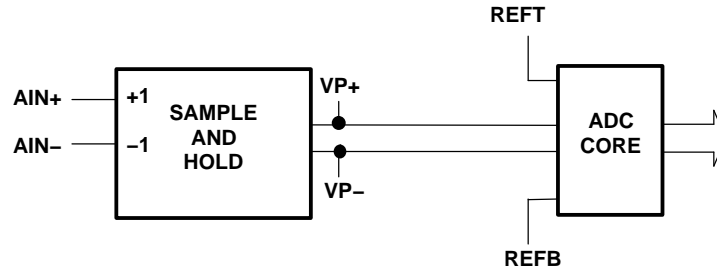 REFT
AIN+
+1
AIN−
−1
SAMPLE
AND
HOLD
VP+
VP−
ADC
CORE
REFB